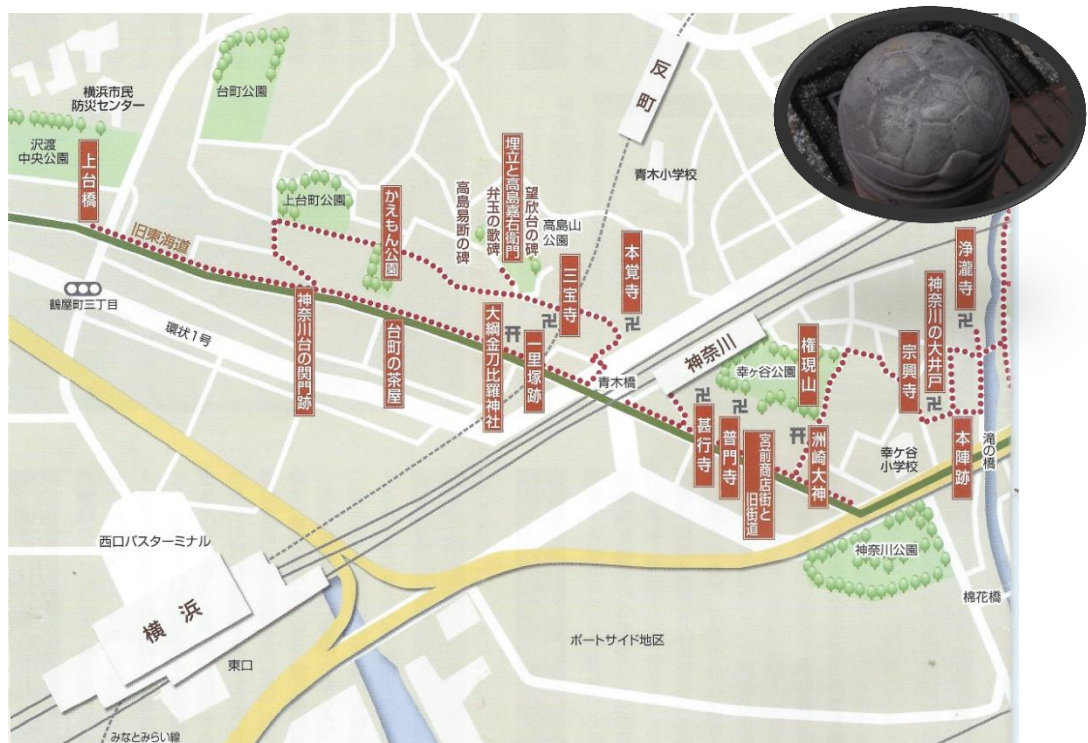 反町
横浜市民
防災センター
台町公園
沢渡
中央公園
上台橋
旧東海道
鶴屋町三丁目
環状1号
上台町公園
神奈川台の関門跡
かえもん公園
台町の茶屋
高島易断の碑
弁玉の歌碑
埋立と高島嘉右衛門
望欣台の碑
高島山
公園
青木小学校
大綱金刀比羅神社
一里塚跡
三宝寺
本覚寺
青木橋
神奈川
幸ヶ谷公園
権現山
甚行寺
普門寺
宮前商店街と
旧街道
洲崎大神
宗興寺
神奈川の大井戸
浄瀧寺
幸ケ谷
小学校
本陣跡
滝の橋
神奈川公園
棉花橋
西口バスターミナル
横浜
東口
ポートサイド地区
みなとみらい線